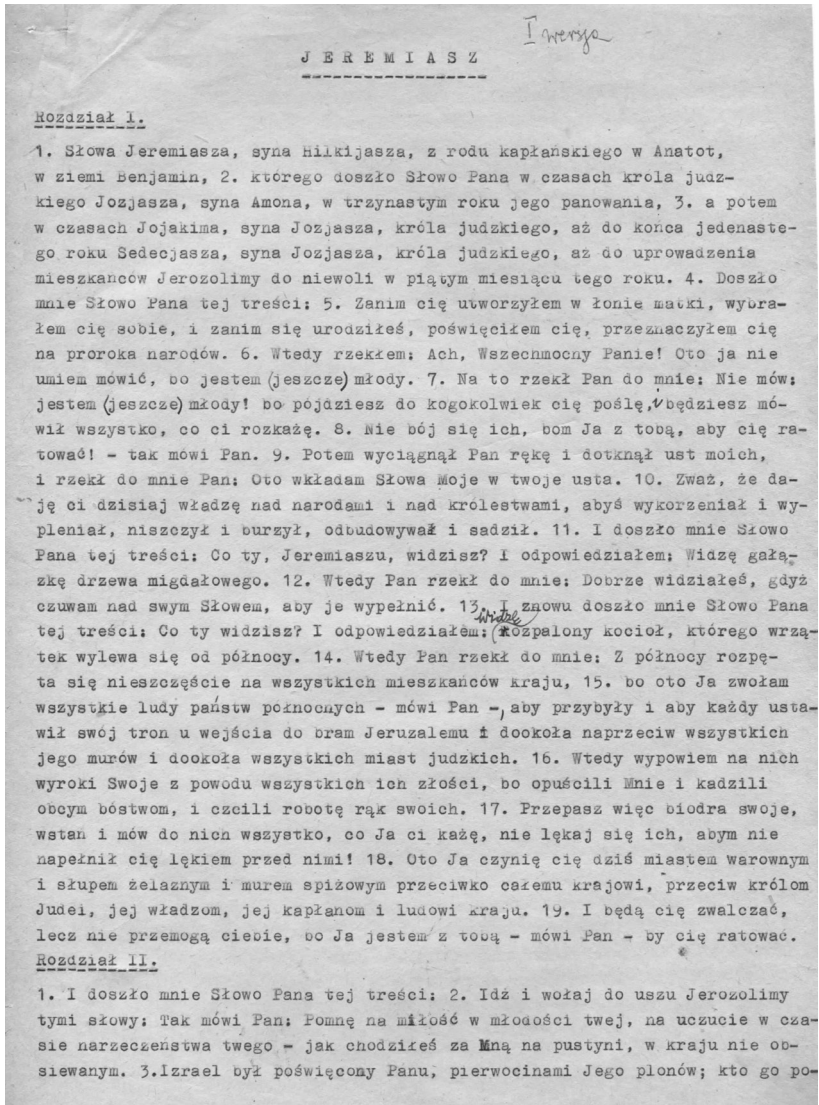 I wersja
JEREMIASZ
Rozdział I.
1. Słowa Jeremiasza, syna Hilkijasza, z rodu kapłańskiego w Anatot,
w ziemi Benjamin, 2. którego doszło Słowo Pana w czasach króla judz-
kiego Jozjasza, syna Amona, w trzynastym roku jego panowania, 3. a potem
w czasach Jojakima, syna Jozjasza, króla judzkiego, aż do końca jedenaste-
go roku Sedecjasza, syna Jozjasza, króla judzkiego, aż do uprowadzenia
mieszkańców Jerozolimy do niewoli w piątym miesiącu tego roku. 4. Doszło
mnie Słowo Pana tej treści: 5. Zanim cię utworzyłem w łonie matki, wybra-
łem cię sobie, i zanim się urodziłeś, poświęciłem cię, przeznaczyłem cię
na proroka narodów. 6. Wtedy rzekłem: Ach, Wszechmocny Panie! Oto ja nie
umiem mówić, bo jestem (jeszcze) młody. 7. Na to rzekł Pan do mnie: Nie mów:
jestem (jeszcze) młody! bo pójdziesz do kogokolwiek cię poślę, będziesz mó-
wił wszystko, co ci rozkażę. 8. Nie bój się ich, bom Ja z tobą, aby cię ra-
tować! - tak mówi Pan. 9. Potem wyciągnął Pan rękę i dotknął ust moich,
i rzekł do mnie Pan: Oto wkładam Słowa Moje w twoje usta. 10. Zważ, że da-
ję ci dzisiaj władzę nad narodami i nad królestwami, abyś wykorzeniał i wy-
pleniał, niszczył i burzył, odbudowywał i sadził. 11. I doszło mnie Słowo
Pana tej treści: Co ty, Jeremiaszu, widzisz? I odpowiedziałem: Widzę gałą-
zkę drzewa migdałowego. 12. Wtedy Pan rzekł do mnie: Dobrze widziałeś, gdyż
czuwam nad swym Słowem, aby je wypełnić. 13. I znowu doszło mnie Słowo Pana
tej treści: Co ty widzisz? I odpowiedziałem: Widzę rozpalony kocioł, którego wrzą-
tek wylewa się od północy. 14. Wtedy Pan rzekł do mnie: Z północy rozpę-
ta się nieszczęście na wszystkich mieszkańców kraju, 15. bo oto Ja zwołam
wszystkie ludy państw północnych - mówi Pan -, aby przybyły i aby każdy usta-
wił swój tron u wejścia do bram Jeruzalemu i dookoła naprzeciw wszystkich
jego murów i dookoła wszystkich miast judzkich. 16. Wtedy wypowiem na nich
wyroki Swoje z powodu wszystkich ich złości, bo opuścili Mnie i kadzili
obcym bóstwom, i czcili robotę rąk swoich. 17. Przepasz więc biodra swoje,
wstań i mów do nich wszystko, co Ja ci każę, nie lękaj się ich, abym nie
napełnił cię lękiem przed nimi! 18. Oto Ja czynię cię dziś miastem warownym
i słupem żelaznym i murem spiżowym przeciwko całemu krajowi, przeciw królom
Judei, jej władzom, jej kapłanom i ludowi kraju. 19. I będą cię zwalczać,
lecz nie przemogą ciebie, bo Ja jestem z tobą - mówi Pan - by cię ratować.
Rozdział II.
1. I doszło mnie Słowo Pana tej treści: 2. Idź i wołaj do uszu Jerozolimy
tymi słowy: Tak mówi Pan: Pomnę na miłość w młodości twej, na uczucie w cza-
sie narzeczeństwa twego - jak chodziłeś za Mną na pustyni, w kraju nie ob-
siewanym. 3.Izrael był poświęcony Panu, pierwocinami Jego plonów; kto go po-